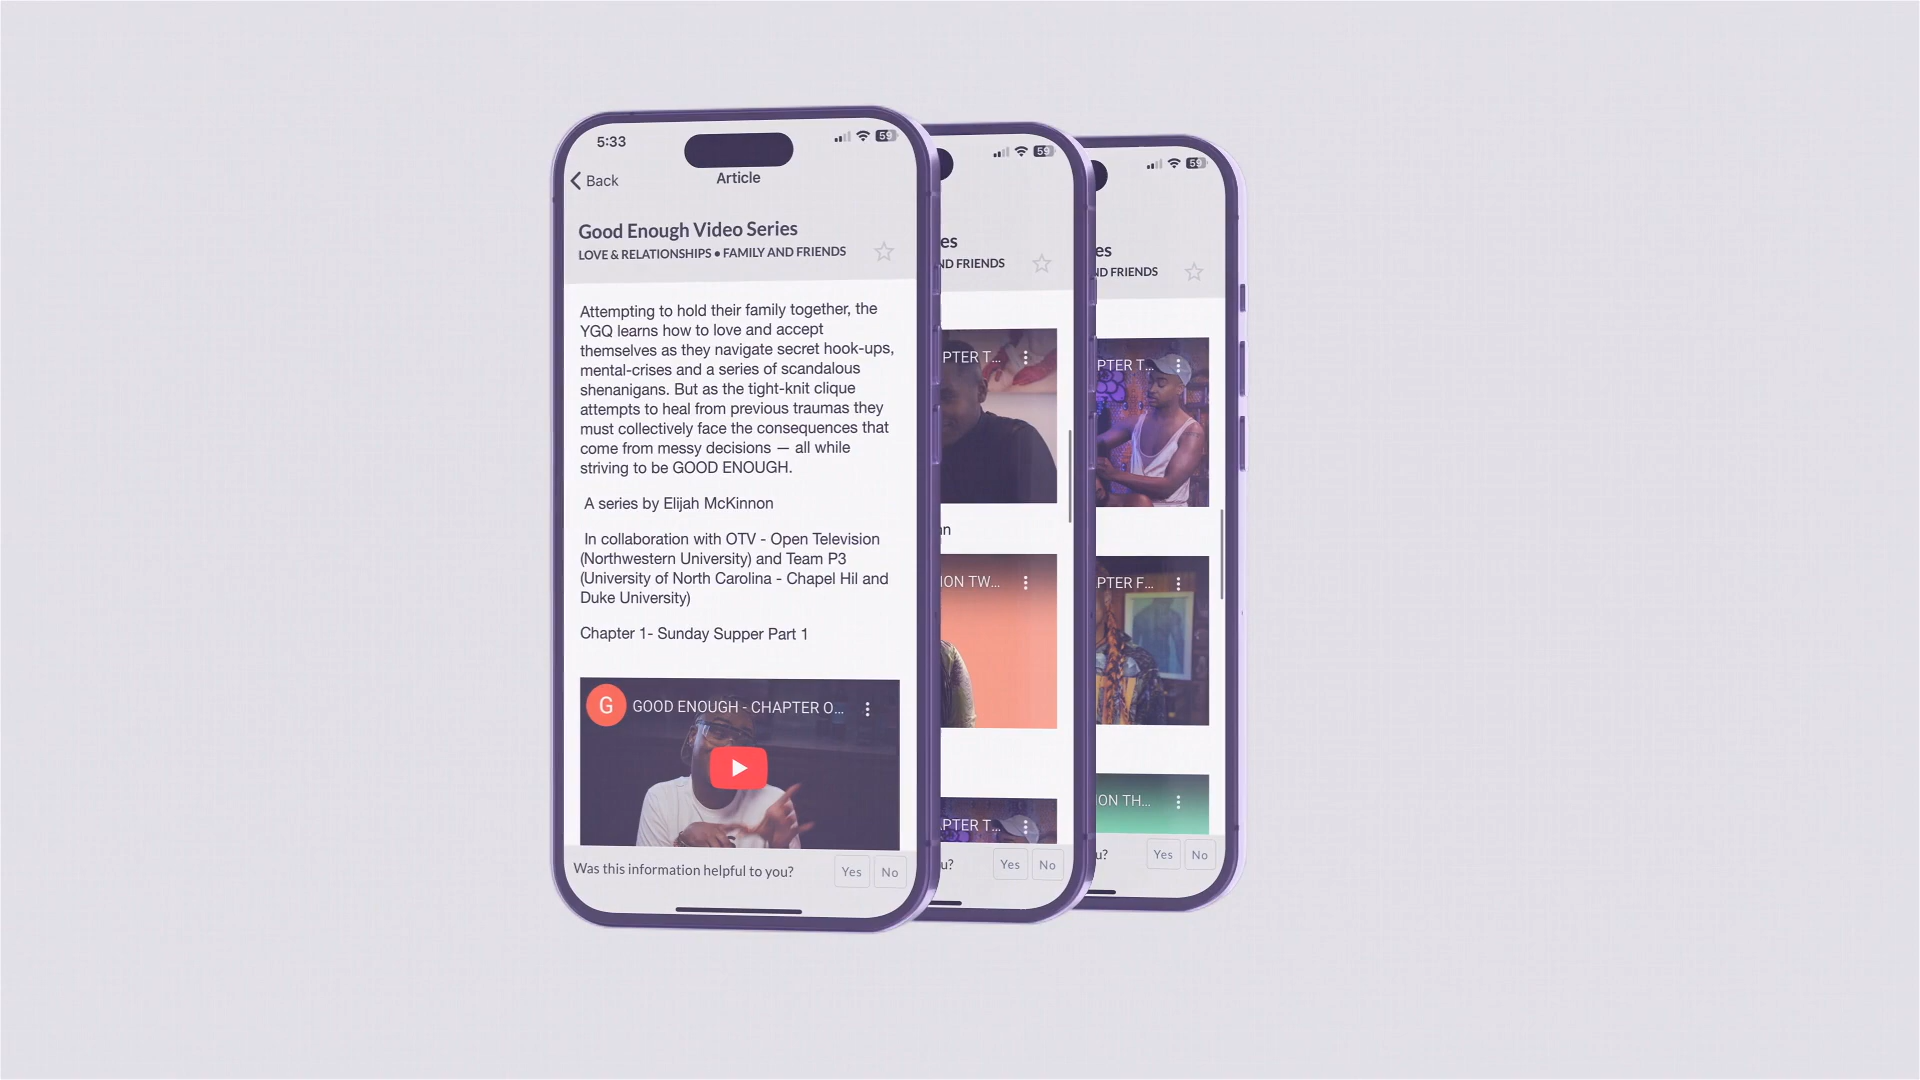 5:33
59
Back
Article
Good Enough Video Series
LOVE & RELATIONSHIPS • FAMILY AND FRIENDS
Attempting to hold their family together, the
YGQ learns how to love and accept
themselves as they navigate secret hook-ups,
mental-crises and a series of scandalous
shenanigans. But as the tight-knit clique
attempts to heal from previous traumas they
must collectively face the consequences that
come from messy decisions — all while
striving to be GOOD ENOUGH.
A series by Elijah McKinnon
In collaboration with OTV - Open Television
(Northwestern University) and Team P3
(University of North Carolina - Chapel Hil and
Duke University)
Chapter 1- Sunday Supper Part 1
G GOOD ENOUGH - CHAPTER O...
Was this information helpful to you? Yes No
59
es
ND FRIENDS
PTER T...
an
ION TW...
APTER T...
u? Yes No
59
es
ND FRIENDS
PTER T...
PTER F...
ON TH...
u? Yes No